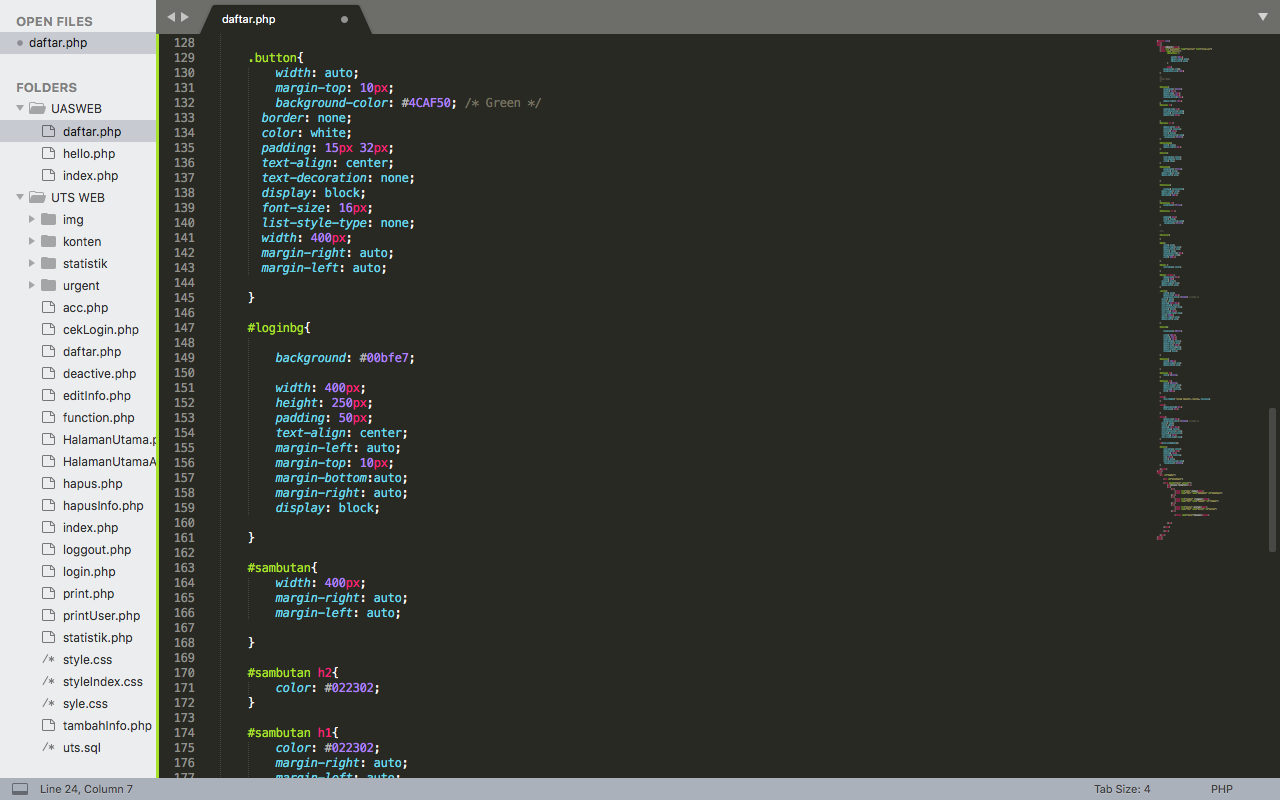 OPEN FILES
daftar.php
FOLDERS
UASWEB
daftar.php
hello.php
index.php
UTS WEB
img
konten
statistik
urgent
acc.php
cekLogin.php
daftar.php
deactive.php
editInfo.php
function.php
HalamanUtama.p
HalamanUtamaA
hapus.php
hapusInfo.php
index.php
loggout.php
login.php
print.php
printUser.php
statistik.php
/* style.css
/* styleIndex.css
/* syle.css
tambahInfo.php
/* uts.sql
daftar.php
128
129 .button{
130 width: auto;
131 margin-top: 10px;
132 background-color: #4CAF50; /* Green */
133 border: none;
134 color: white;
135 padding: 15px 32px;
136 text-align: center;
137 text-decoration: none;
138 display: block;
139 font-size: 16px;
140 list-style-type: none;
141 width: 400px;
142 margin-right: auto;
143 margin-left: auto;
144
145 }
146
147 #loginbg{
148
149 background: #00bfe7;
150
151 width: 400px;
152 height: 250px;
153 padding: 50px;
154 text-align: center;
155 margin-left: auto;
156 margin-top: 10px;
157 margin-bottom:auto;
158 margin-right: auto;
159 display: block;
160
161 }
162
163 #sambutan{
164 width: 400px;
165 margin-right: auto;
166 margin-left: auto;
167
168 }
169
170 #sambutan h2{
171 color: #022302;
172 }
173
174 #sambutan h1{
175 color: #022302;
176 margin-right: auto;
177 margin-left: auto;
Line 24, Column 7
Tab Size: 4
PHP